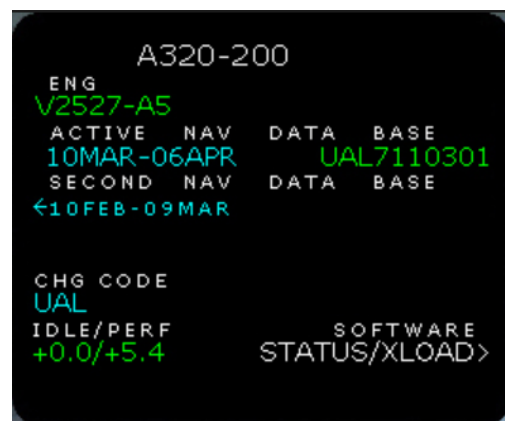 A320-200
ENG
V2527-A5
ACTIVE NAV DATA BASE
10MAR-06APR UAL7110301
SECOND NAV DATA BASE
←10FEB-09MAR
CHG CODE
UAL
IDLE/PERF SOFTWARE
+0.0/+5.4 STATUS/XLOAD>